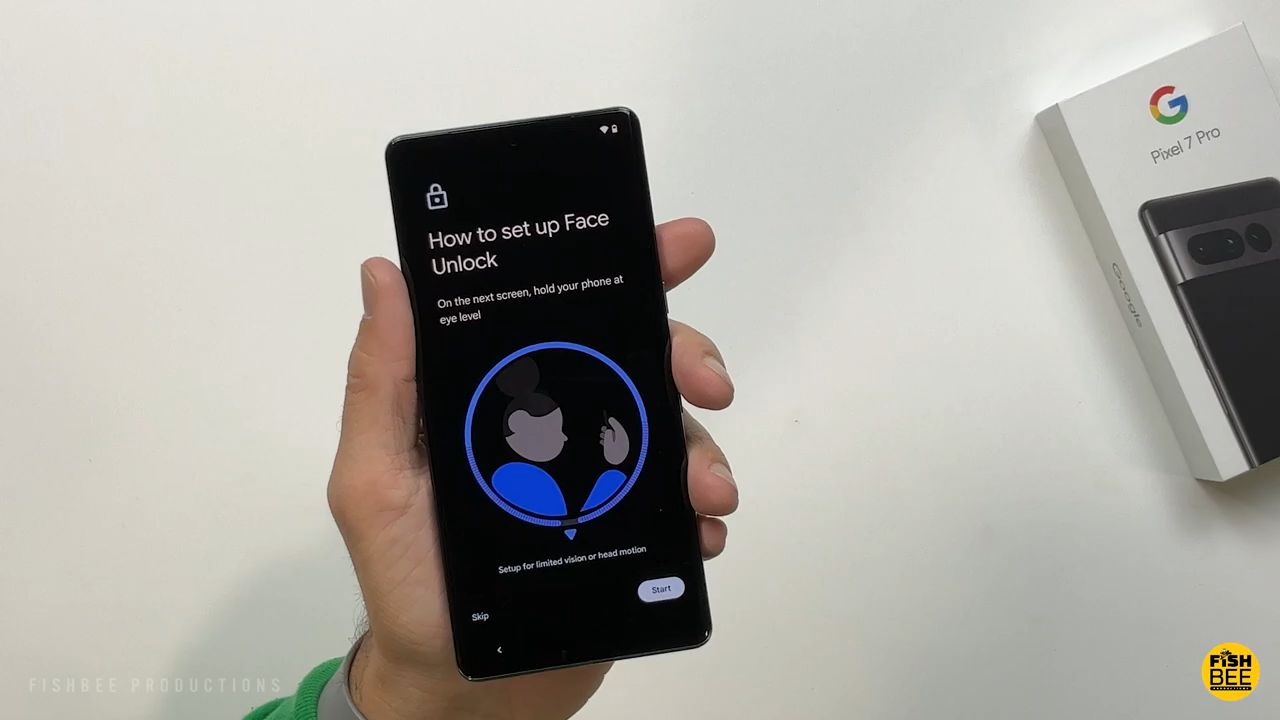 How to set up Face
Unlock
On the next screen, hold your phone at
eye level
Setup for limited vision or head motion
Start
Skip
G
Pixel 7 Pro
Google
FISHBEE PRODUCTIONS
FISH
BEE
PRODUCTIONS